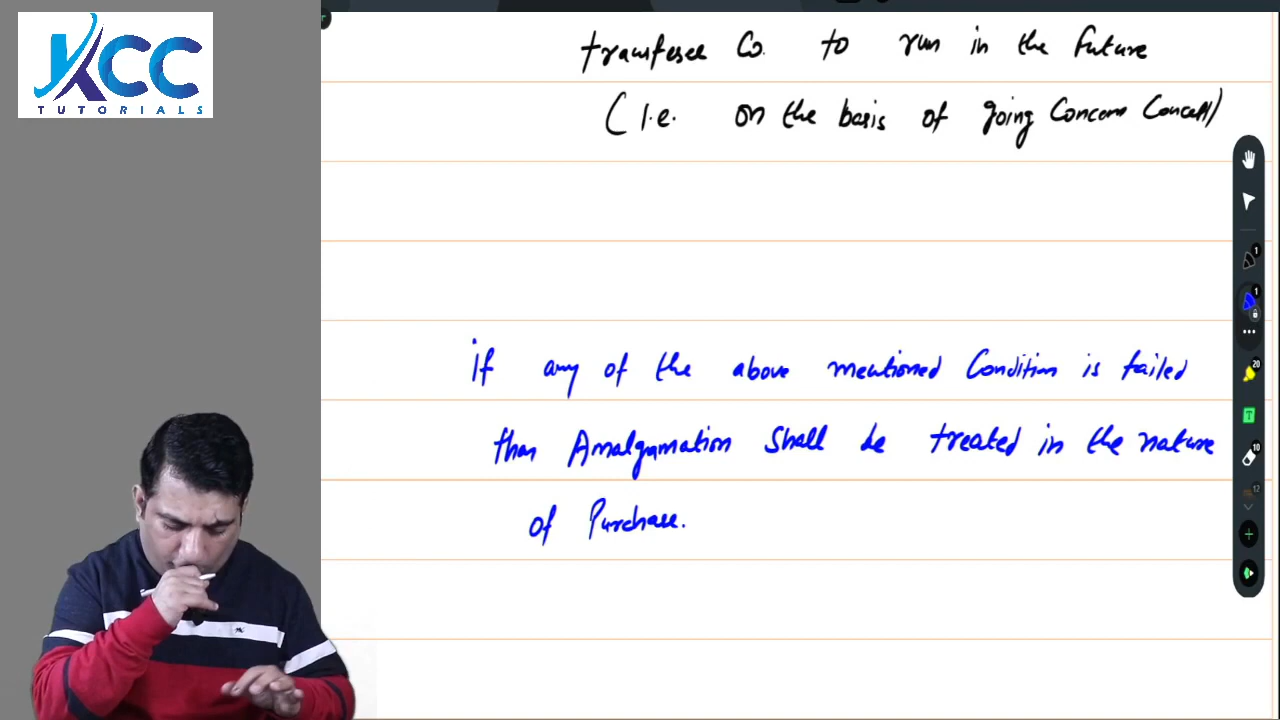 KCC
TUTORIALS
transferee Co. to run in the future
(i.e. on the basis of going Concern Concept)
If any of the above mentioned Condition is failed
than Amalgamation Shall be treated in the nature
of Purchase.